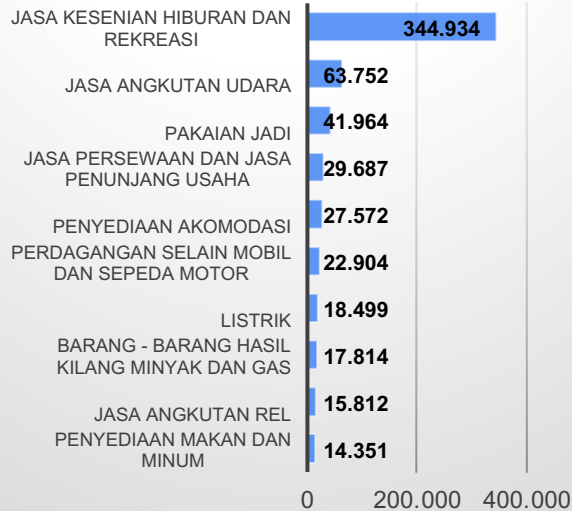 JASA KESENIAN HIBURAN DAN
REKREASI
344.934
JASA ANGKUTAN UDARA
63.752
PAKAIAN JADI
41.964
JASA PERSEWAAN DAN JASA
PENUNJANG USAHA
29.687
PENYEDIAAN AKOMODASI
27.572
PERDAGANGAN SELAIN MOBIL
DAN SEPEDA MOTOR
22.904
LISTRIK
18.499
BARANG - BARANG HASIL
KILANG MINYAK DAN GAS
17.814
JASA ANGKUTAN REL
15.812
PENYEDIAAN MAKAN DAN
MINUM
14.351
0 200.000 400.000